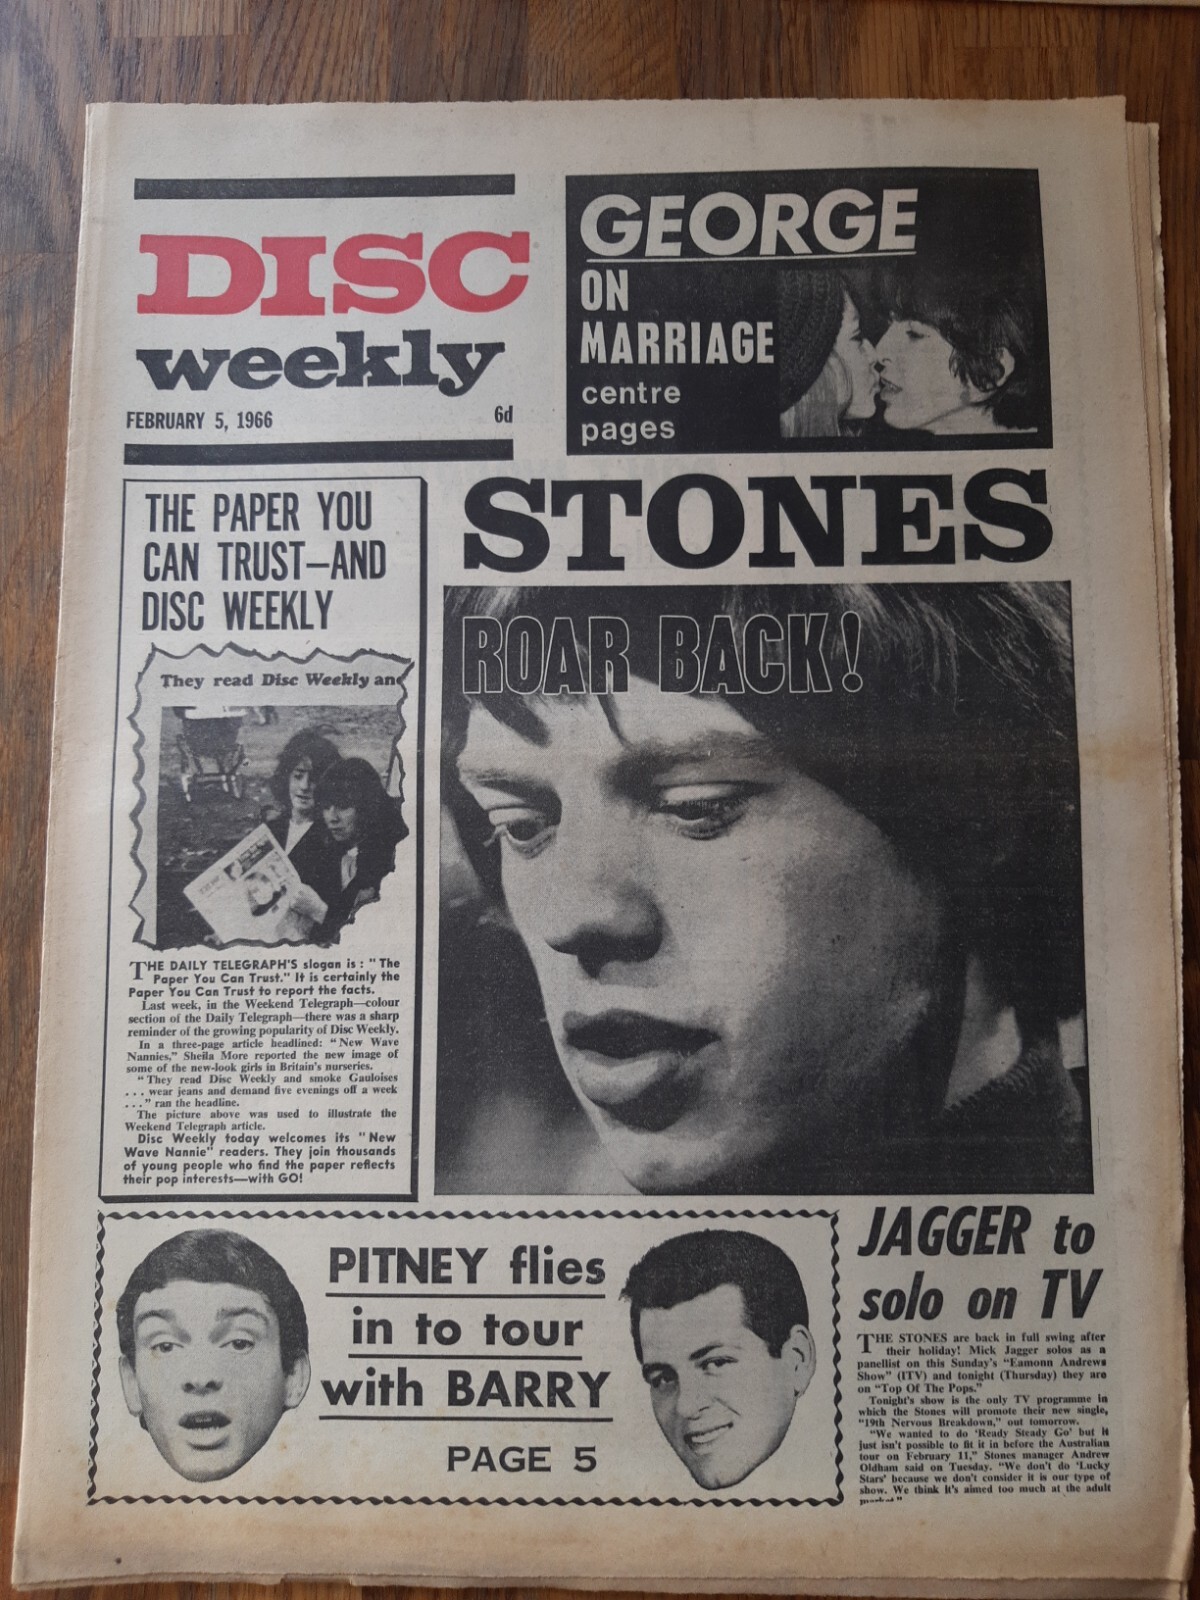 DISC
weekly
FEBRUARY 5, 1966 6d
GEORGE
ON
MARRIAGE
centre
pages
THE PAPER YOU
CAN TRUST—AND
DISC WEEKLY
They read Disc Weekly and
THE DAILY TELEGRAPH'S slogan is: "The
Paper You Can Trust." It is certainly the
Paper You Can Trust to report the facts.
Last week, in the Weekend Telegraph—colour
section of the Daily Telegraph—there was a sharp
reminder of the growing popularity of Disc Weekly.
In a three-page article headlined: "New Wave
Nannies," Sheila More reported the new image of
some of the new-look girls in Britain's nurseries.
"They read Disc Weekly and smoke Gauloises
. . . wear jeans and demand five evenings off a week
. . ." ran the headline.
The picture above was used to illustrate the
Weekend Telegraph article.
Disc Weekly today welcomes its "New
Wave Nannie" readers. They join thousands
of young people who find the paper reflects
their pop interests—with GO!
STONES
ROAR BACK!
PITNEY flies
in to tour
with BARRY
PAGE 5
JAGGER to
solo on TV
THE STONES are back in full swing after
their holiday! Mick Jagger solos as a
panellist on this Sunday's "Eamonn Andrews
Show" (ITV) and tonight (Thursday) they are
on "Top Of The Pops."
Tonight's show is the only TV programme in
which the Stones will promote their new single,
"19th Nervous Breakdown," out tomorrow.
"We wanted to do 'Ready Steady Go' but it
just isn't possible to fit it in before the Australian
tour on February 11," Stones manager Andrew
Oldham said on Tuesday. "We don't do 'Lucky
Stars' because we don't consider it is our type of
show. We think it's aimed too much at the adult
market."